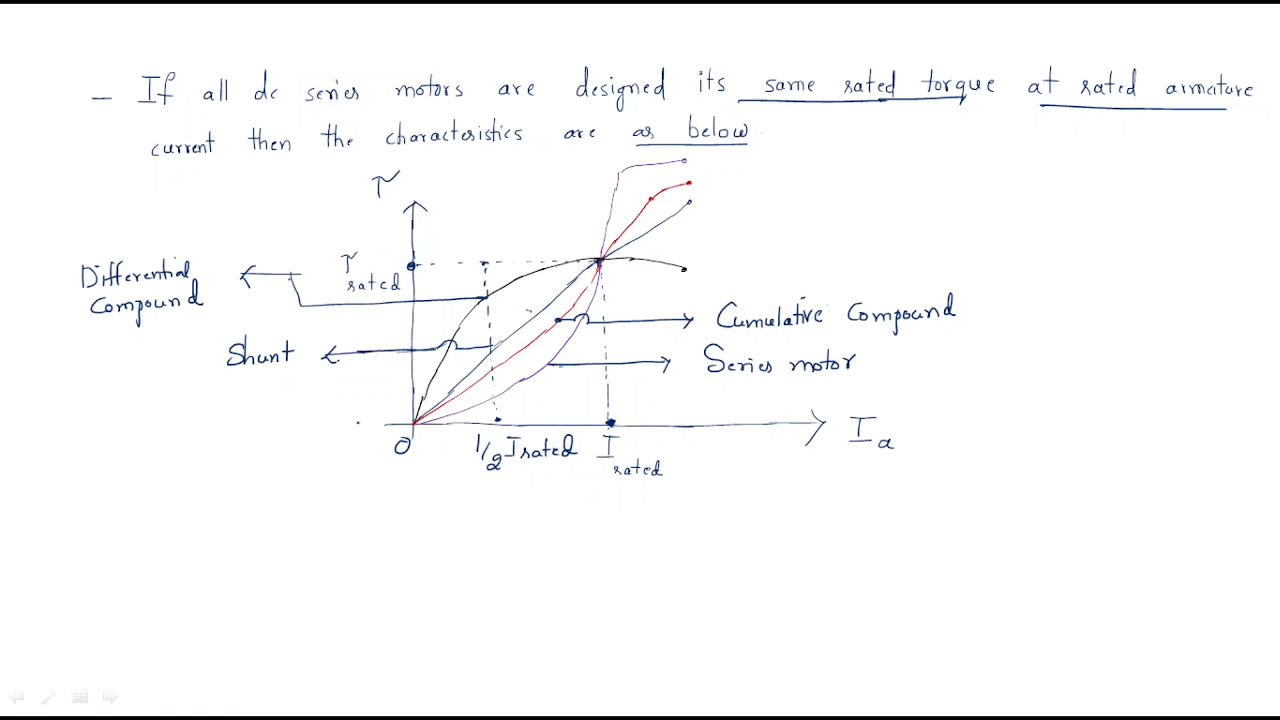 – If all dc series motors are designed its same rated torque at rated armature
current then the characteristics are as below
τ
τ rated
Differential
Compound
Shunt
Cumulative Compound
Series motor
0
1/2 Irated
I rated
Ia